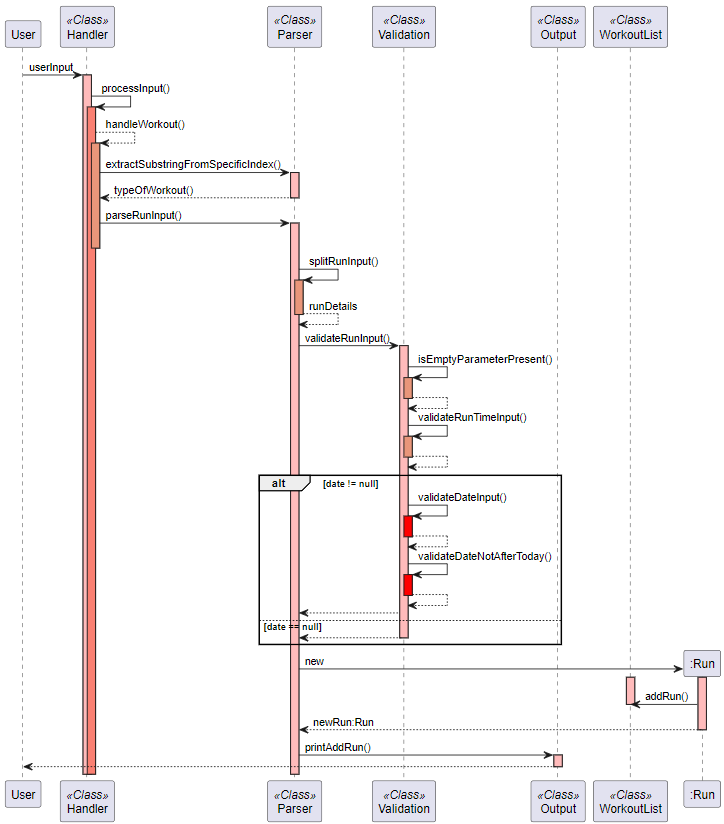 «Class» «Class» «Class» «Class» «Class»
User Handler Parser Validation Output WorkoutList
userInput
processInput()
handleWorkout()
extractSubstringFromSpecificIndex()
typeOfWorkout()
parseRunInput()
splitRunInput()
runDetails
validateRunInput()
isEmptyParameterPresent()
validateRunTimeInput()
alt [date != null]
validateDateInput()
validateDateNotAfterToday()
[date == null]
new :Run
addRun()
newRun:Run
printAddRun()
«Class» «Class» «Class» «Class» «Class»
User Handler Parser Validation Output WorkoutList :Run